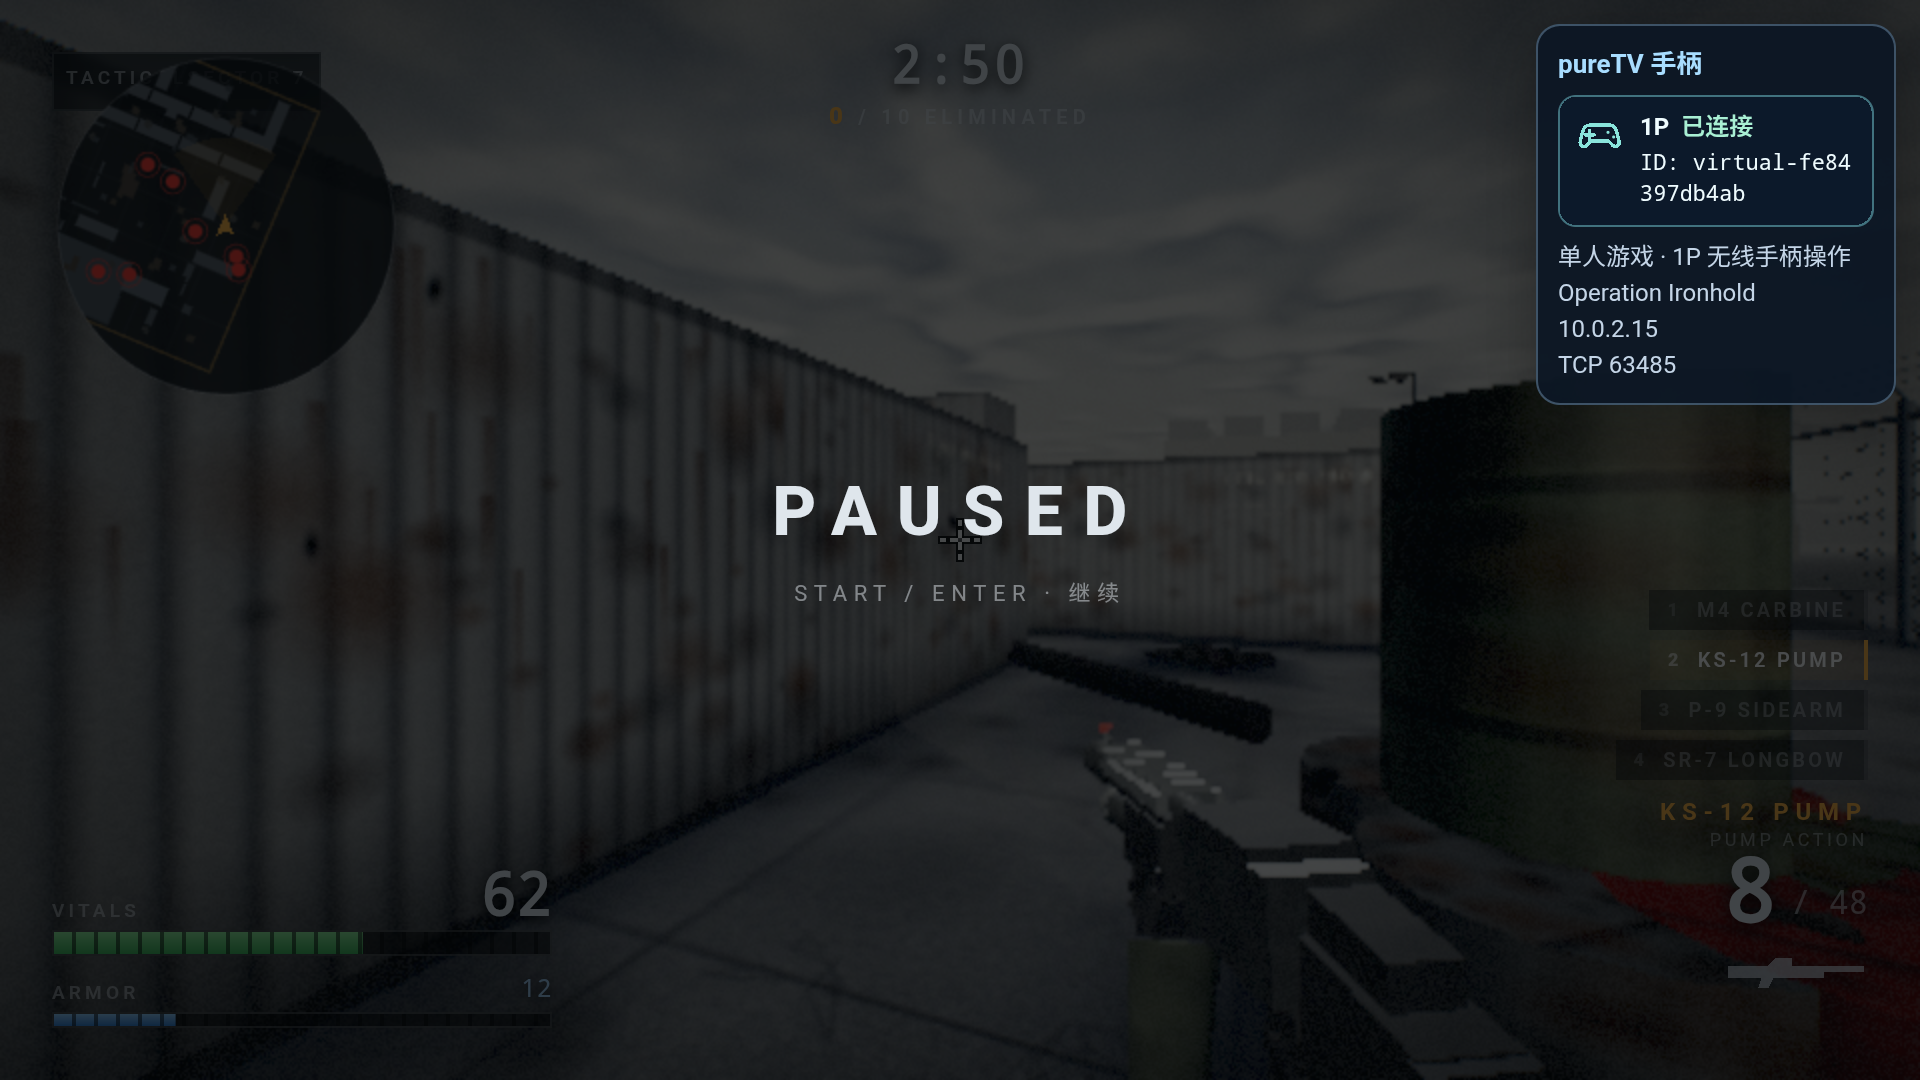 2:50
0 / 10 ELIMINATED
pureTV 手柄
1P 已连接
ID: virtual-fe84
397db4ab
单人游戏 · 1P 无线手柄操作
Operation Ironhold
10.0.2.15
TCP 63485
PAUSED
START / ENTER · 继续
1 M4 CARBINE
2 KS-12 PUMP
3 P-9 SIDEARM
4 SR-7 LONGBOW
KS-12 PUMP
PUMP ACTION
8 / 48
VITALS
62
ARMOR
12